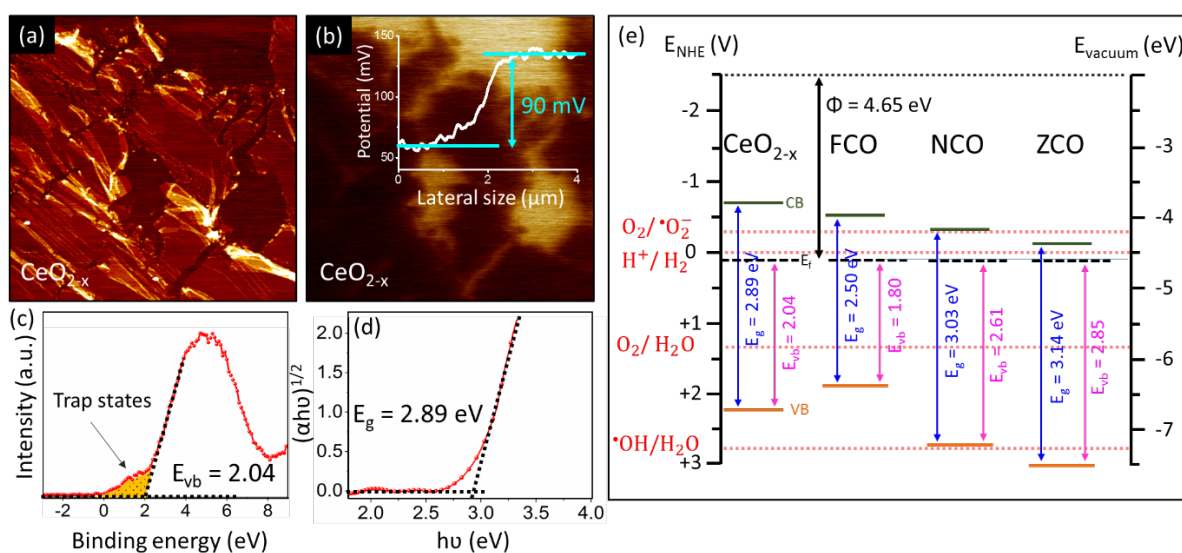 (a)
CeO2-x
(b)
Potential (mV)
150
100
50
90 mV
0
2
4
Lateral size (μm)
CeO2-x
(c)
Intensity (a.u.)
Trap states
Evb = 2.04
-2
0
2
4
6
8
Binding energy (eV)
(d)
(αhυ)1/2
2.0
1.5
1.0
0.5
0.0
Eg = 2.89 eV
2.0
2.5
3.0
3.5
4.0
hυ (eV)
(e)
ENHE (V)
Evacuum (eV)
-2
-1
0
+1
+2
+3
Φ = 4.65 eV
CeO2-x
FCO
NCO
ZCO
CB
O2/ •O2−
H+/ H2
Ef
O2/ H2O
VB
•OH/H2O
Eg = 2.89 eV
Evb = 2.04
Eg = 2.50 eV
Evb = 1.80
Eg = 3.03 eV
Evb = 2.61
Eg = 3.14 eV
Evb = 2.85
-3
-4
-5
-6
-7